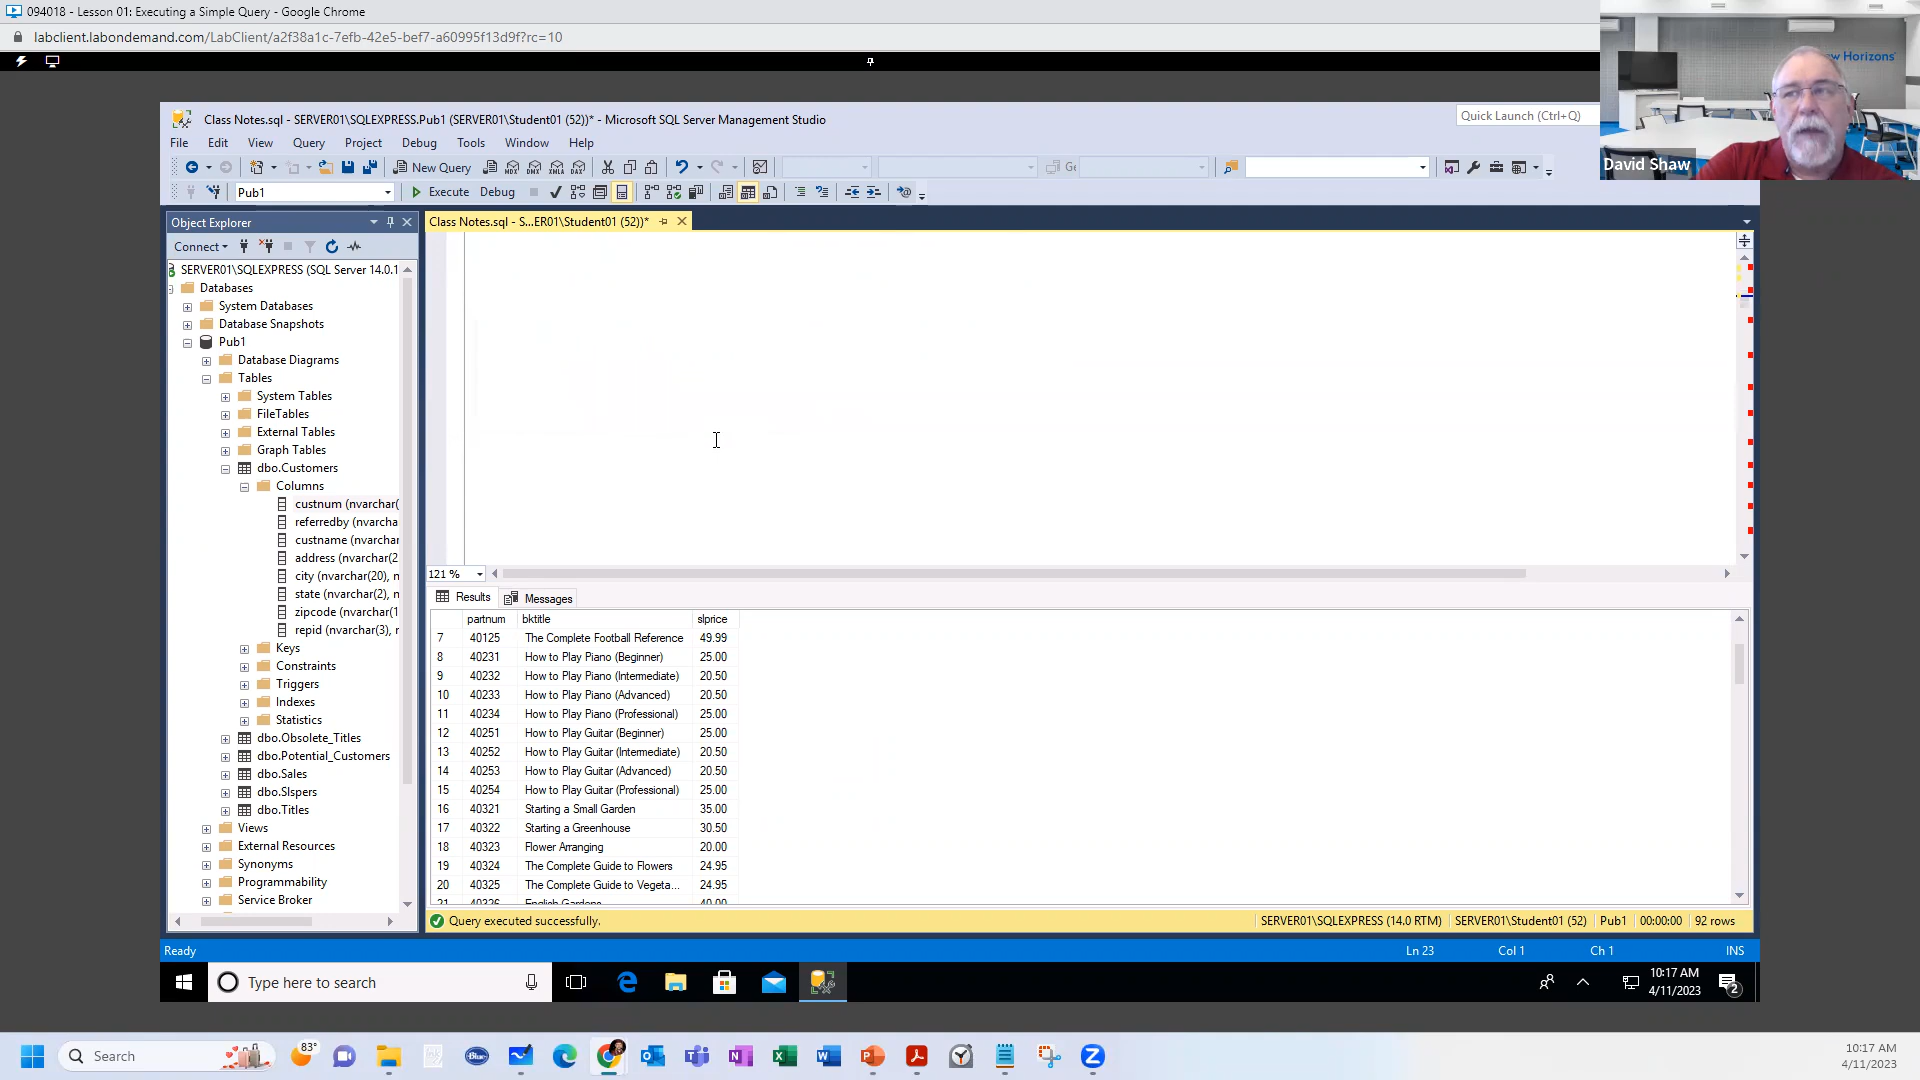 094018 - Lesson 01: Executing a Simple Query - Google Chrome
labclient.labondemand.com/LabClient/a2f38a1c-7efb-42e5-bef7-a60995f13d9f?rc=10
w Horizons
David Shaw
Class Notes.sql - SERVER01\SQLEXPRESS.Pub1 (SERVER01\Student01 (52))* - Microsoft SQL Server Management Studio
Quick Launch (Ctrl+Q)
File Edit View Query Project Debug Tools Window Help
New Query
Pub1 Execute Debug
Object Explorer
Class Notes.sql - S...ER01\Student01 (52))*
Connect
SERVER01\SQLEXPRESS (SQL Server 14.0.1
Databases
System Databases
Database Snapshots
Pub1
Database Diagrams
Tables
System Tables
FileTables
External Tables
Graph Tables
dbo.Customers
Columns
custnum (nvarchar(
referredby (nvarcha
custname (nvarchar
address (nvarchar(2
city (nvarchar(20), n
state (nvarchar(2), n
zipcode (nvarchar(1
repid (nvarchar(3), r
Keys
Constraints
Triggers
Indexes
Statistics
dbo.Obsolete_Titles
dbo.Potential_Customers
dbo.Sales
dbo.Slspers
dbo.Titles
Views
External Resources
Synonyms
Programmability
Service Broker
121 %
Results Messages
partnum bktitle slprice
7 40125 The Complete Football Reference 49.99
8 40231 How to Play Piano (Beginner) 25.00
9 40232 How to Play Piano (Intermediate) 20.50
10 40233 How to Play Piano (Advanced) 20.50
11 40234 How to Play Piano (Professional) 25.00
12 40251 How to Play Guitar (Beginner) 25.00
13 40252 How to Play Guitar (Intermediate) 20.50
14 40253 How to Play Guitar (Advanced) 20.50
15 40254 How to Play Guitar (Professional) 25.00
16 40321 Starting a Small Garden 35.00
17 40322 Starting a Greenhouse 30.50
18 40323 Flower Arranging 20.00
19 40324 The Complete Guide to Flowers 24.95
20 40325 The Complete Guide to Vegeta... 24.95
21 40326 English Gardens 40.00
Query executed successfully. SERVER01\SQLEXPRESS (14.0 RTM) SERVER01\Student01 (52) Pub1 00:00:00 92 rows
Ready Ln 23 Col 1 Ch 1 INS
Type here to search
10:17 AM
4/11/2023
2
Search
83°
Blue
10:17 AM
4/11/2023